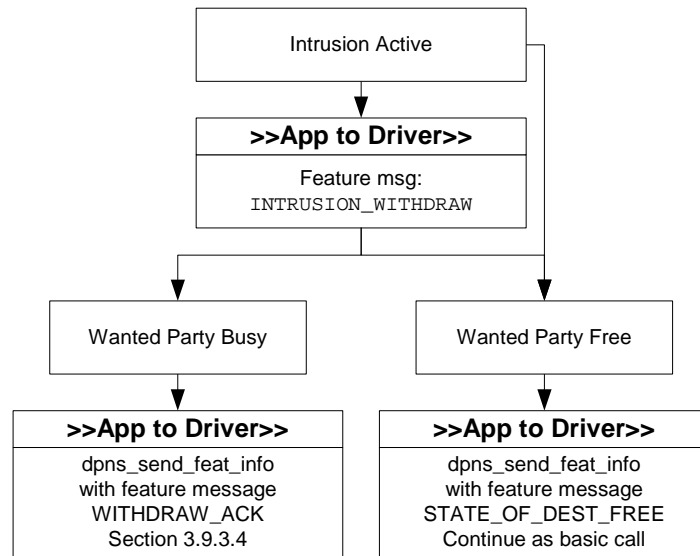 Intrusion Active
>>App to Driver>>
Feature msg:
INTRUSION_WITHDRAW
Wanted Party Busy
Wanted Party Free
>>App to Driver>>
dpns_send_feat_info
with feature message
WITHDRAW_ACK
Section 3.9.3.4
>>App to Driver>>
dpns_send_feat_info
with feature message
STATE_OF_DEST_FREE
Continue as basic call